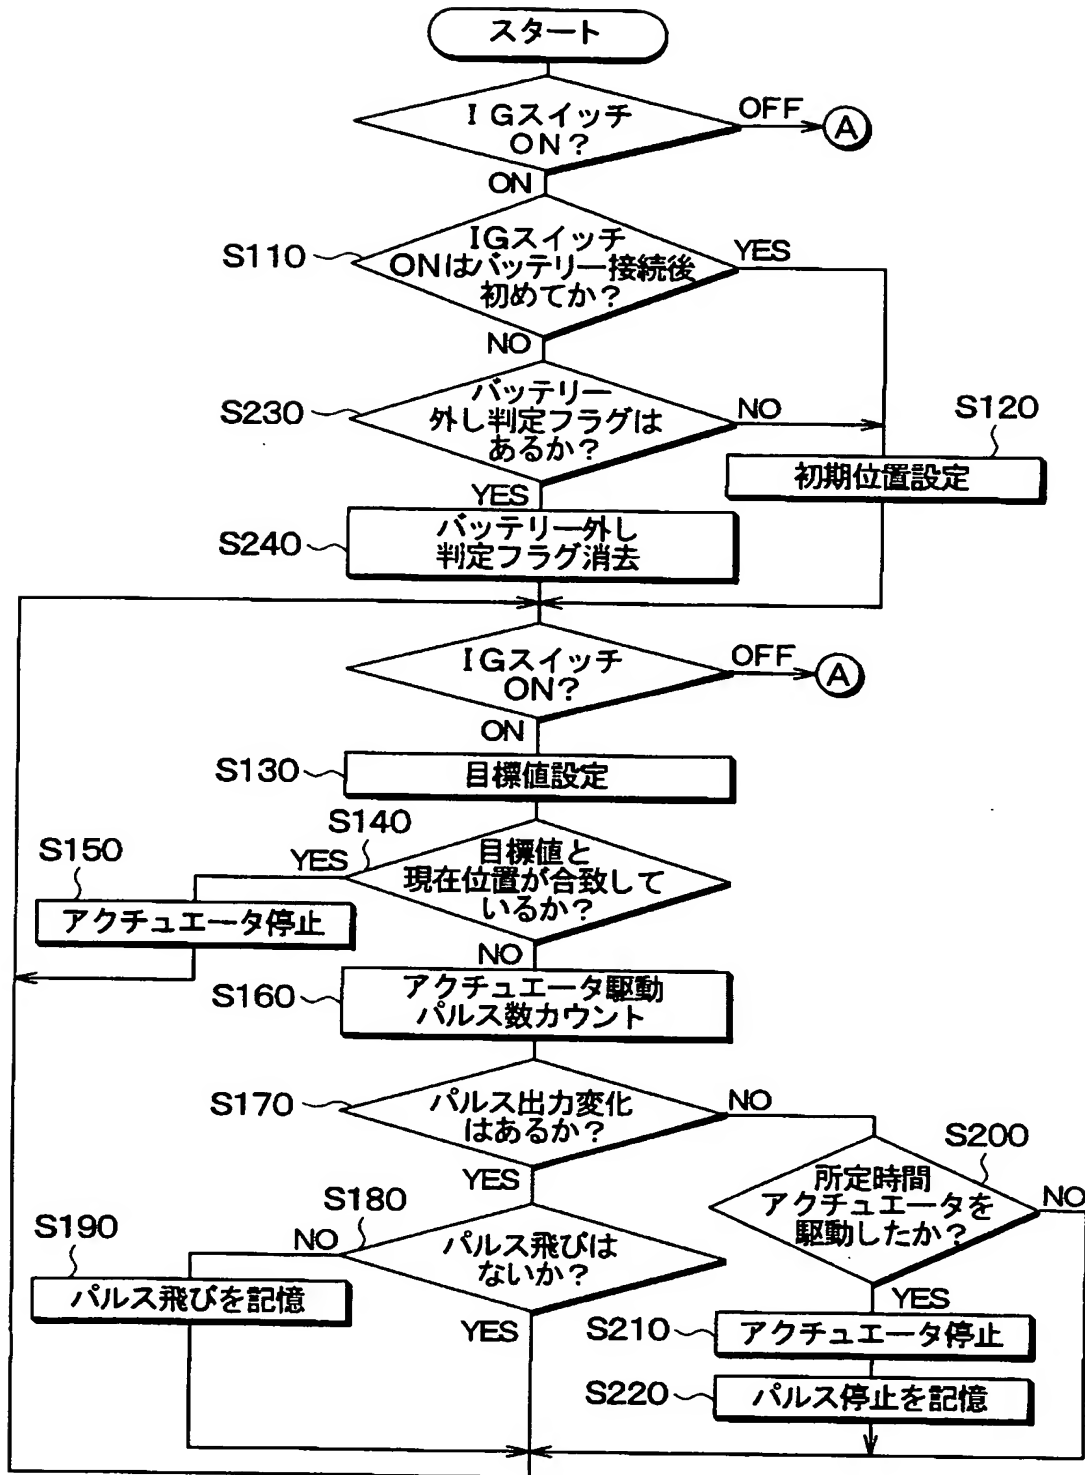 スタート
IGスイッチ
ON?
OFF
A
ON
S110
IGスイッチ
ONはバッテリー接続後
初めてか?
YES
NO
S230
バッテリー
外し判定フラグは
あるか?
NO
S120
初期位置設定
YES
S240
バッテリー外し
判定フラグ消去
IGスイッチ
ON?
OFF
A
ON
S130
目標値設定
S140
目標値と
現在位置が合致して
いるか?
YES
S150
アクチュエータ停止
NO
S160
アクチュエータ駆動
パルス数カウント
S170
パルス出力変化
はあるか?
NO
YES
S200
所定時間
アクチュエータを
駆動したか?
NO
S180
パルス飛びは
ないか?
NO
S190
パルス飛びを記憶
YES
YES
S210
アクチュエータ停止
S220
パルス停止を記憶